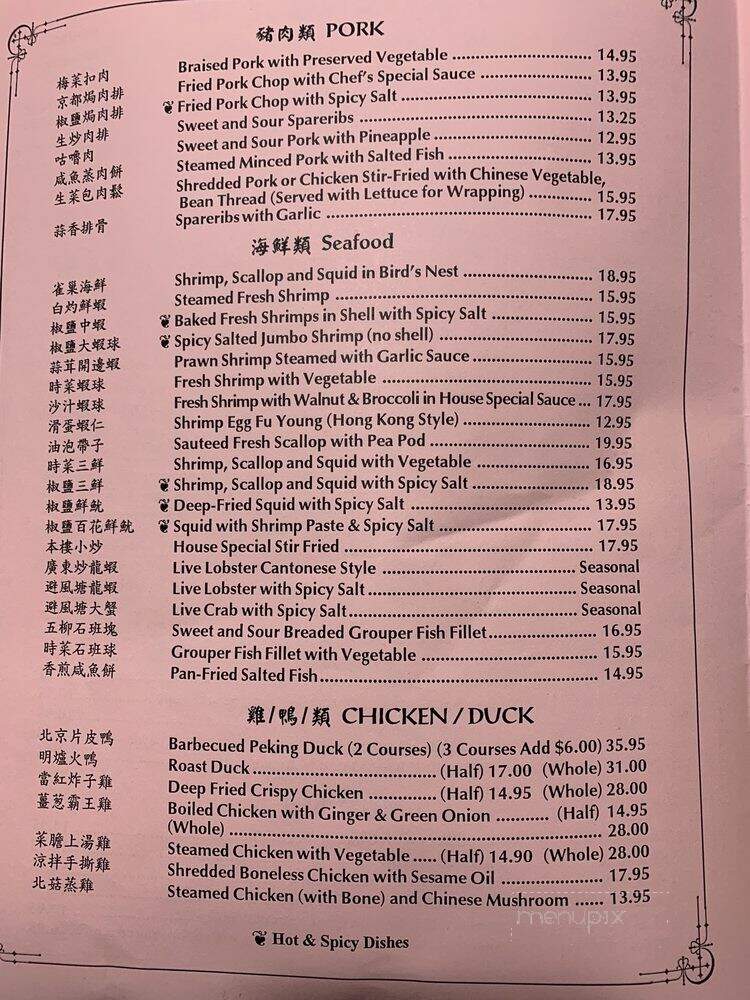 豬肉類 PORK
梅菜扣肉 Braised Pork with Preserved Vegetable 14.95
京都焗肉排 Fried Pork Chop with Chef's Special Sauce 13.95
椒鹽焗肉排 Fried Pork Chop with Spicy Salt 13.95
生炒肉排 Sweet and Sour Spareribs 13.25
咕嚕肉 Sweet and Sour Pork with Pineapple 12.95
咸魚蒸肉餅 Steamed Minced Pork with Salted Fish 13.95
生菜包肉鬆 Shredded Pork or Chicken Stir-Fried with Chinese Vegetable,
Bean Thread (Served with Lettuce for Wrapping) 15.95
蒜香排骨 Spareribs with Garlic 17.95
海鮮類 Seafood
雀巢海鮮 Shrimp, Scallop and Squid in Bird's Nest 18.95
白灼鮮蝦 Steamed Fresh Shrimp 15.95
椒鹽中蝦 Baked Fresh Shrimps in Shell with Spicy Salt 15.95
椒鹽大蝦球 Spicy Salted Jumbo Shrimp (no shell) 17.95
蒜茸開邊蝦 Prawn Shrimp Steamed with Garlic Sauce 15.95
時菜蝦球 Fresh Shrimp with Vegetable 15.95
沙汁蝦球 Fresh Shrimp with Walnut & Broccoli in House Special Sauce 17.95
滑蛋蝦仁 Shrimp Egg Fu Young (Hong Kong Style) 12.95
油泡帶子 Sauteed Fresh Scallop with Pea Pod 19.95
時菜三鮮 Shrimp, Scallop and Squid with Vegetable 16.95
椒鹽三鮮 Shrimp, Scallop and Squid with Spicy Salt 18.95
椒鹽鮮魷 Deep-Fried Squid with Spicy Salt 13.95
椒鹽百花鮮魷 Squid with Shrimp Paste & Spicy Salt 17.95
本樓小炒 House Special Stir Fried 17.95
廣東炒龍蝦 Live Lobster Cantonese Style Seasonal
避風塘龍蝦 Live Lobster with Spicy Salt Seasonal
避風塘大蟹 Live Crab with Spicy Salt Seasonal
五柳石班塊 Sweet and Sour Breaded Grouper Fish Fillet 16.95
時菜石班球 Grouper Fish Fillet with Vegetable 15.95
香煎咸魚餅 Pan-Fried Salted Fish 14.95
雞/鴨/類 CHICKEN/DUCK
北京片皮鴨 Barbecued Peking Duck (2 Courses) (3 Courses Add $6.00) 35.95
明爐火鴨 Roast Duck (Half) 17.00 (Whole) 31.00
當紅炸子雞 Deep Fried Crispy Chicken (Half) 14.95 (Whole) 28.00
薑葱霸王雞 Boiled Chicken with Ginger & Green Onion (Half) 14.95
(Whole) 28.00
菜膽上湯雞 Steamed Chicken with Vegetable (Half) 14.90 (Whole) 28.00
涼拌手撕雞 Shredded Boneless Chicken with Sesame Oil 17.95
北菇蒸雞 Steamed Chicken (with Bone) and Chinese Mushroom 13.95
menupix
Hot & Spicy Dishes